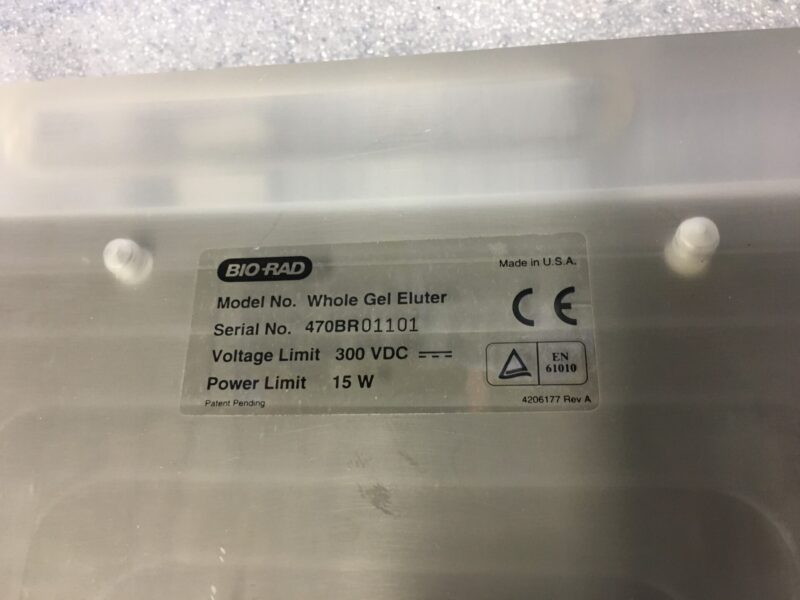 BIO-RAD
Made in U.S.A.
Model No. Whole Gel Eluter
Serial No. 470BR01101
Voltage Limit 300 VDC
Power Limit 15 W
CE
EN
61010
Patent Pending
4206177 Rev A